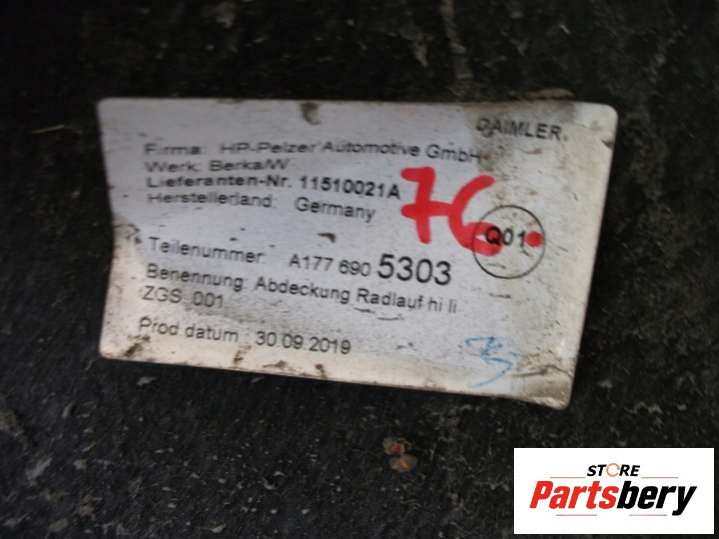 DAIMLER
Firma: HP-Pelzer Automotive GmbH
Werk: Berka/W
Lieferanten-Nr. 11510021A
Herstellerland: Germany
76
Q01
Teilenummer: A177 690 5303
Benennung: Abdeckung Radlauf hi li
ZGS 001
Prod datum : 30.09.2019
STORE
Partsbery